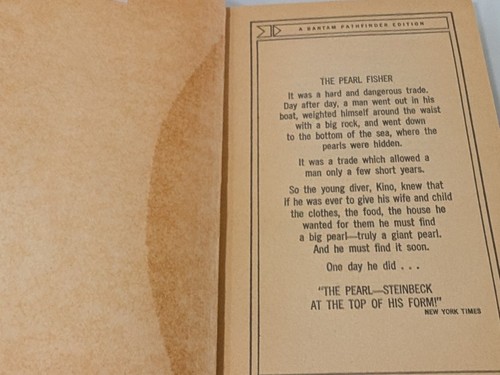 A BANTAM PATHFINDER EDITION
THE PEARL FISHER
It was a hard and dangerous trade.
Day after day, a man went out in his
boat, weighted himself around the waist
with a big rock, and went down
to the bottom of the sea, where the
pearls were hidden.
It was a trade which allowed a
man only a few short years.
So the young diver, Kino, knew that
if he was ever to give his wife and child
the clothes, the food, the house he
wanted for them he must find
a big pearl—truly a giant pearl.
And he must find it soon.
One day he did . . .
"THE PEARL—STEINBECK
AT THE TOP OF HIS FORM!"
NEW YORK TIMES